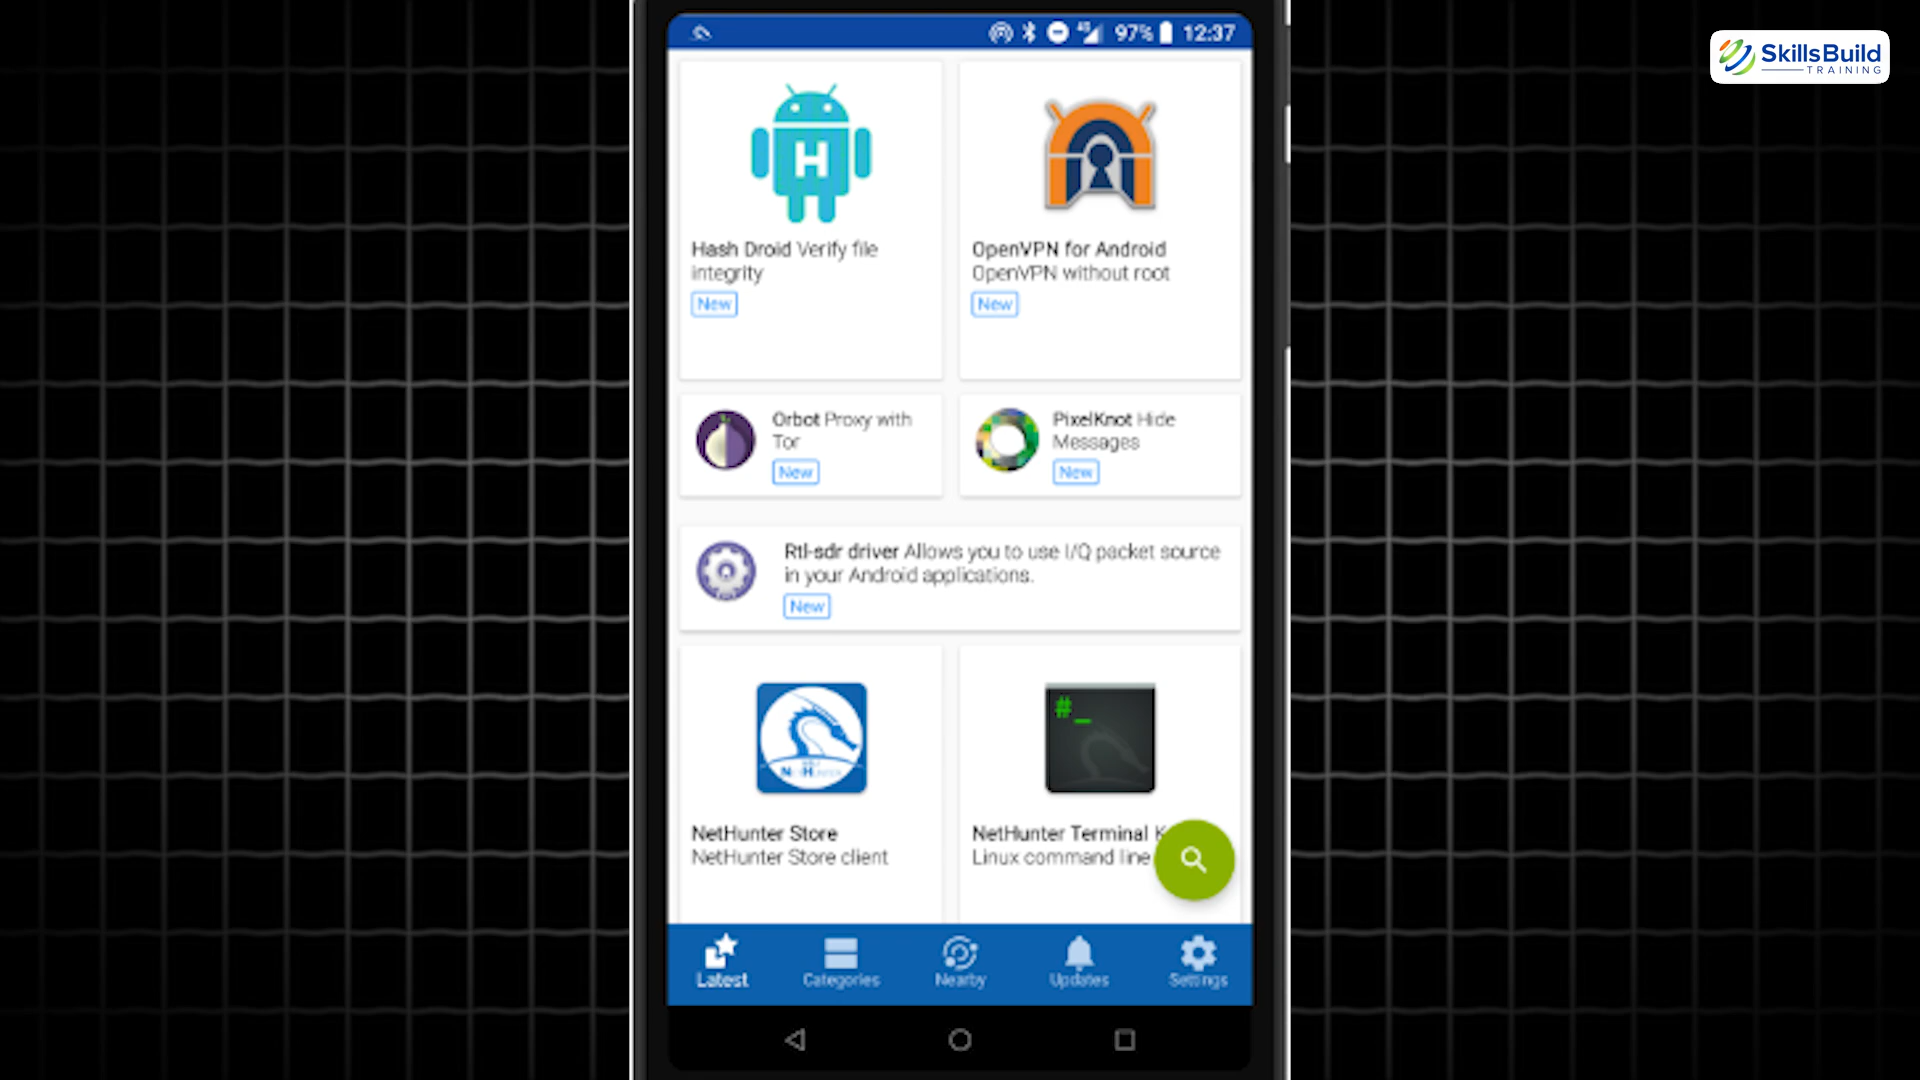 97% 12:37
SkillsBuild
TRAINING
H
Hash Droid Verify file
integrity
New
OpenVPN for Android
OpenVPN without root
New
Orbot Proxy with
Tor
New
PixelKnot Hide
Messages
New
Rtl-sdr driver Allows you to use I/Q packet source
in your Android applications.
New
#_
NetHunter Store
NetHunter Store client
NetHunter Terminal
Linux command line
Latest
Categories
Nearby
Updates
Settings